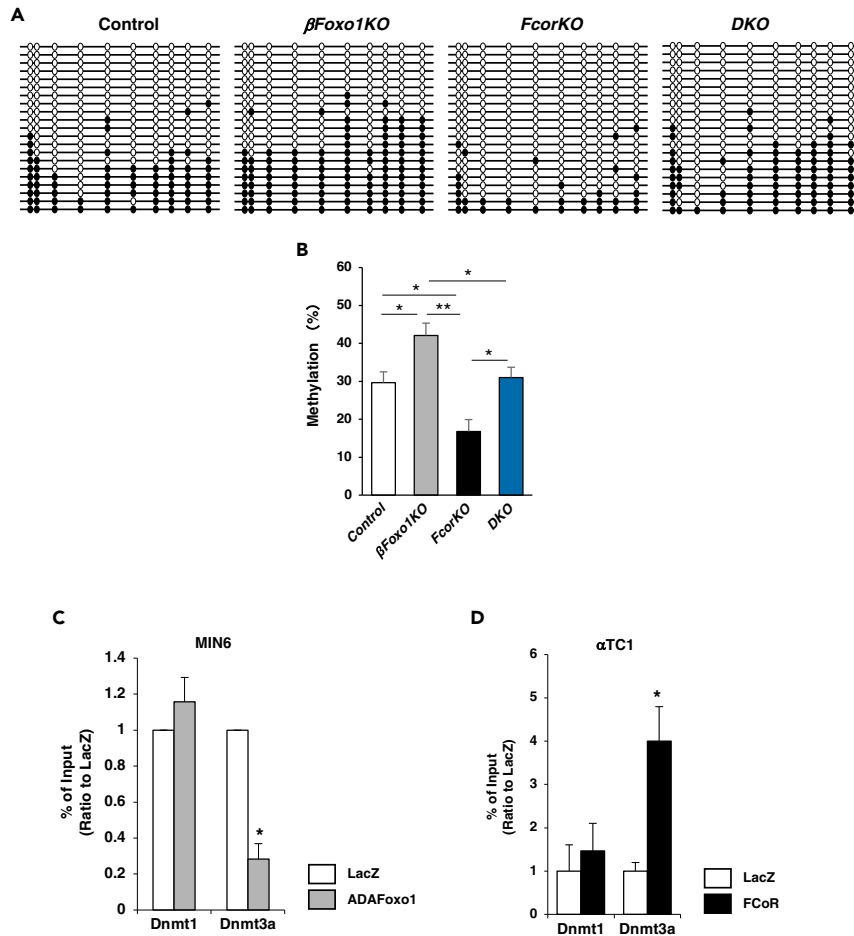 A
Control
βFoxo1KO
FcorKO
DKO
B
Methylation (%)
60
50
40
30
20
10
0
*
*
**
*
*
Control
βFoxo1KO
FcorKO
DKO
C
MIN6
% of Input
(Ratio to LacZ)
1.4
1.2
1
0.8
0.6
0.4
0.2
0
*
Dnmt1
Dnmt3a
LacZ
ADAFoxo1
D
αTC1
% of Input
(Ratio to LacZ)
6
5
4
3
2
1
0
*
Dnmt1
Dnmt3a
LacZ
FCoR